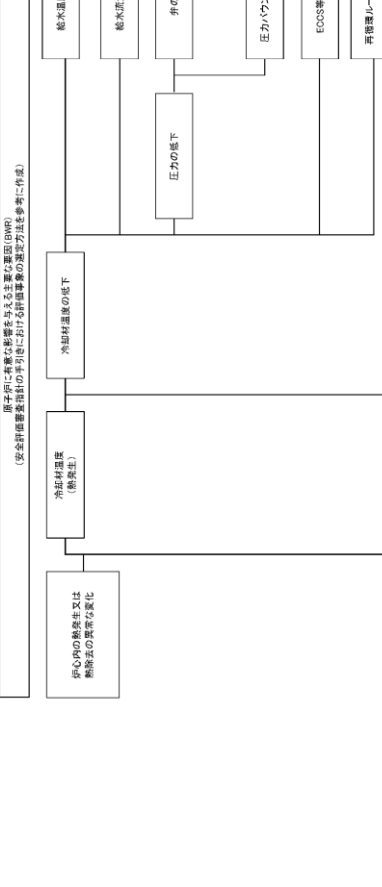 原子炉に有意な影響を与える主要な要因(BWR)
(安全評価審査指針の手引きにおける評価事象の選定方法を参考に作成)
炉心内の熱発生又は
熱除去の異常な変化
冷却材温度
(熱発生)
冷却材温度の低下
給水温
給水流
圧力の低下
弁の
圧力バウン
ECCS等
再循環ルー